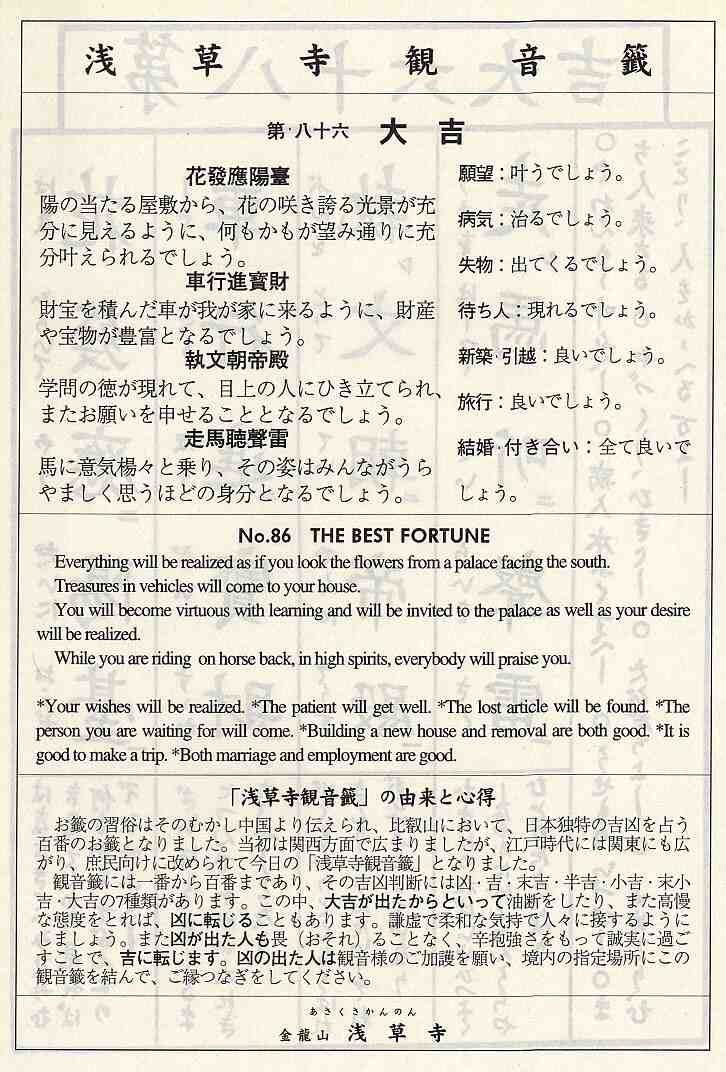 浅草寺観音籤
第・八十六 大吉
花發應陽臺
陽の当たる屋敷から、花の咲き誇る光景が充
分に見えるように、何もかもが望み通りに充
分叶えられるでしょう。
車行進寳財
財宝を積んだ車が我が家に来るように、財産
や宝物が豊富となるでしょう。
執文朝帝殿
学問の徳が現れて、目上の人にひき立てられ、
またお願いを申せることとなるでしょう。
走馬聴聲雷
馬に意気楊々と乗り、その姿はみんながうら
やましく思うほどの身分となるでしょう。
願望：叶うでしょう。
病気：治るでしょう。
失物：出てくるでしょう。
待ち人：現れるでしょう。
新築・引越：良いでしょう。
旅行：良いでしょう。
結婚・付き合い：全て良いで
しょう。
No.86 THE BEST FORTUNE
Everything will be realized as if you look the flowers from a palace facing the south.
Treasures in vehicles will come to your house.
You will become virtuous with learning and will be invited to the palace as well as your desire
will be realized.
While you are riding on horse back, in high spirits, everybody will praise you.
*Your wishes will be realized. *The patient will get well. *The lost article will be found. *The
person you are waiting for will come. *Building a new house and removal are both good. *It is
good to make a trip. *Both marriage and employment are good.
「浅草寺観音籤」の由来と心得
お籤の習俗はそのむかし中国より伝えられ、比叡山において、日本独特の吉凶を占う
百番のお籤となりました。当初は関西方面で広まりましたが、江戸時代には関東にも広
がり、庶民向けに改められて今日の「浅草寺観音籤」となりました。
観音籤には一番から百番まであり、その吉凶判断には凶・吉・末吉・半吉・小吉・末小
吉・大吉の7種類があります。この中、大吉が出たからといって油断をしたり、また高慢
な態度をとれば、凶に転じることもあります。謙虚で柔和な気持で人々に接するように
しましょう。また凶が出た人も畏（おそれ）ることなく、辛抱強さをもって誠実に過ご
すことで、吉に転じます。凶の出た人は観音様のご加護を願い、境内の指定場所にこの
観音籤を結んで、ご縁つなぎをしてください。
あさくさかんのん
金龍山 浅草寺